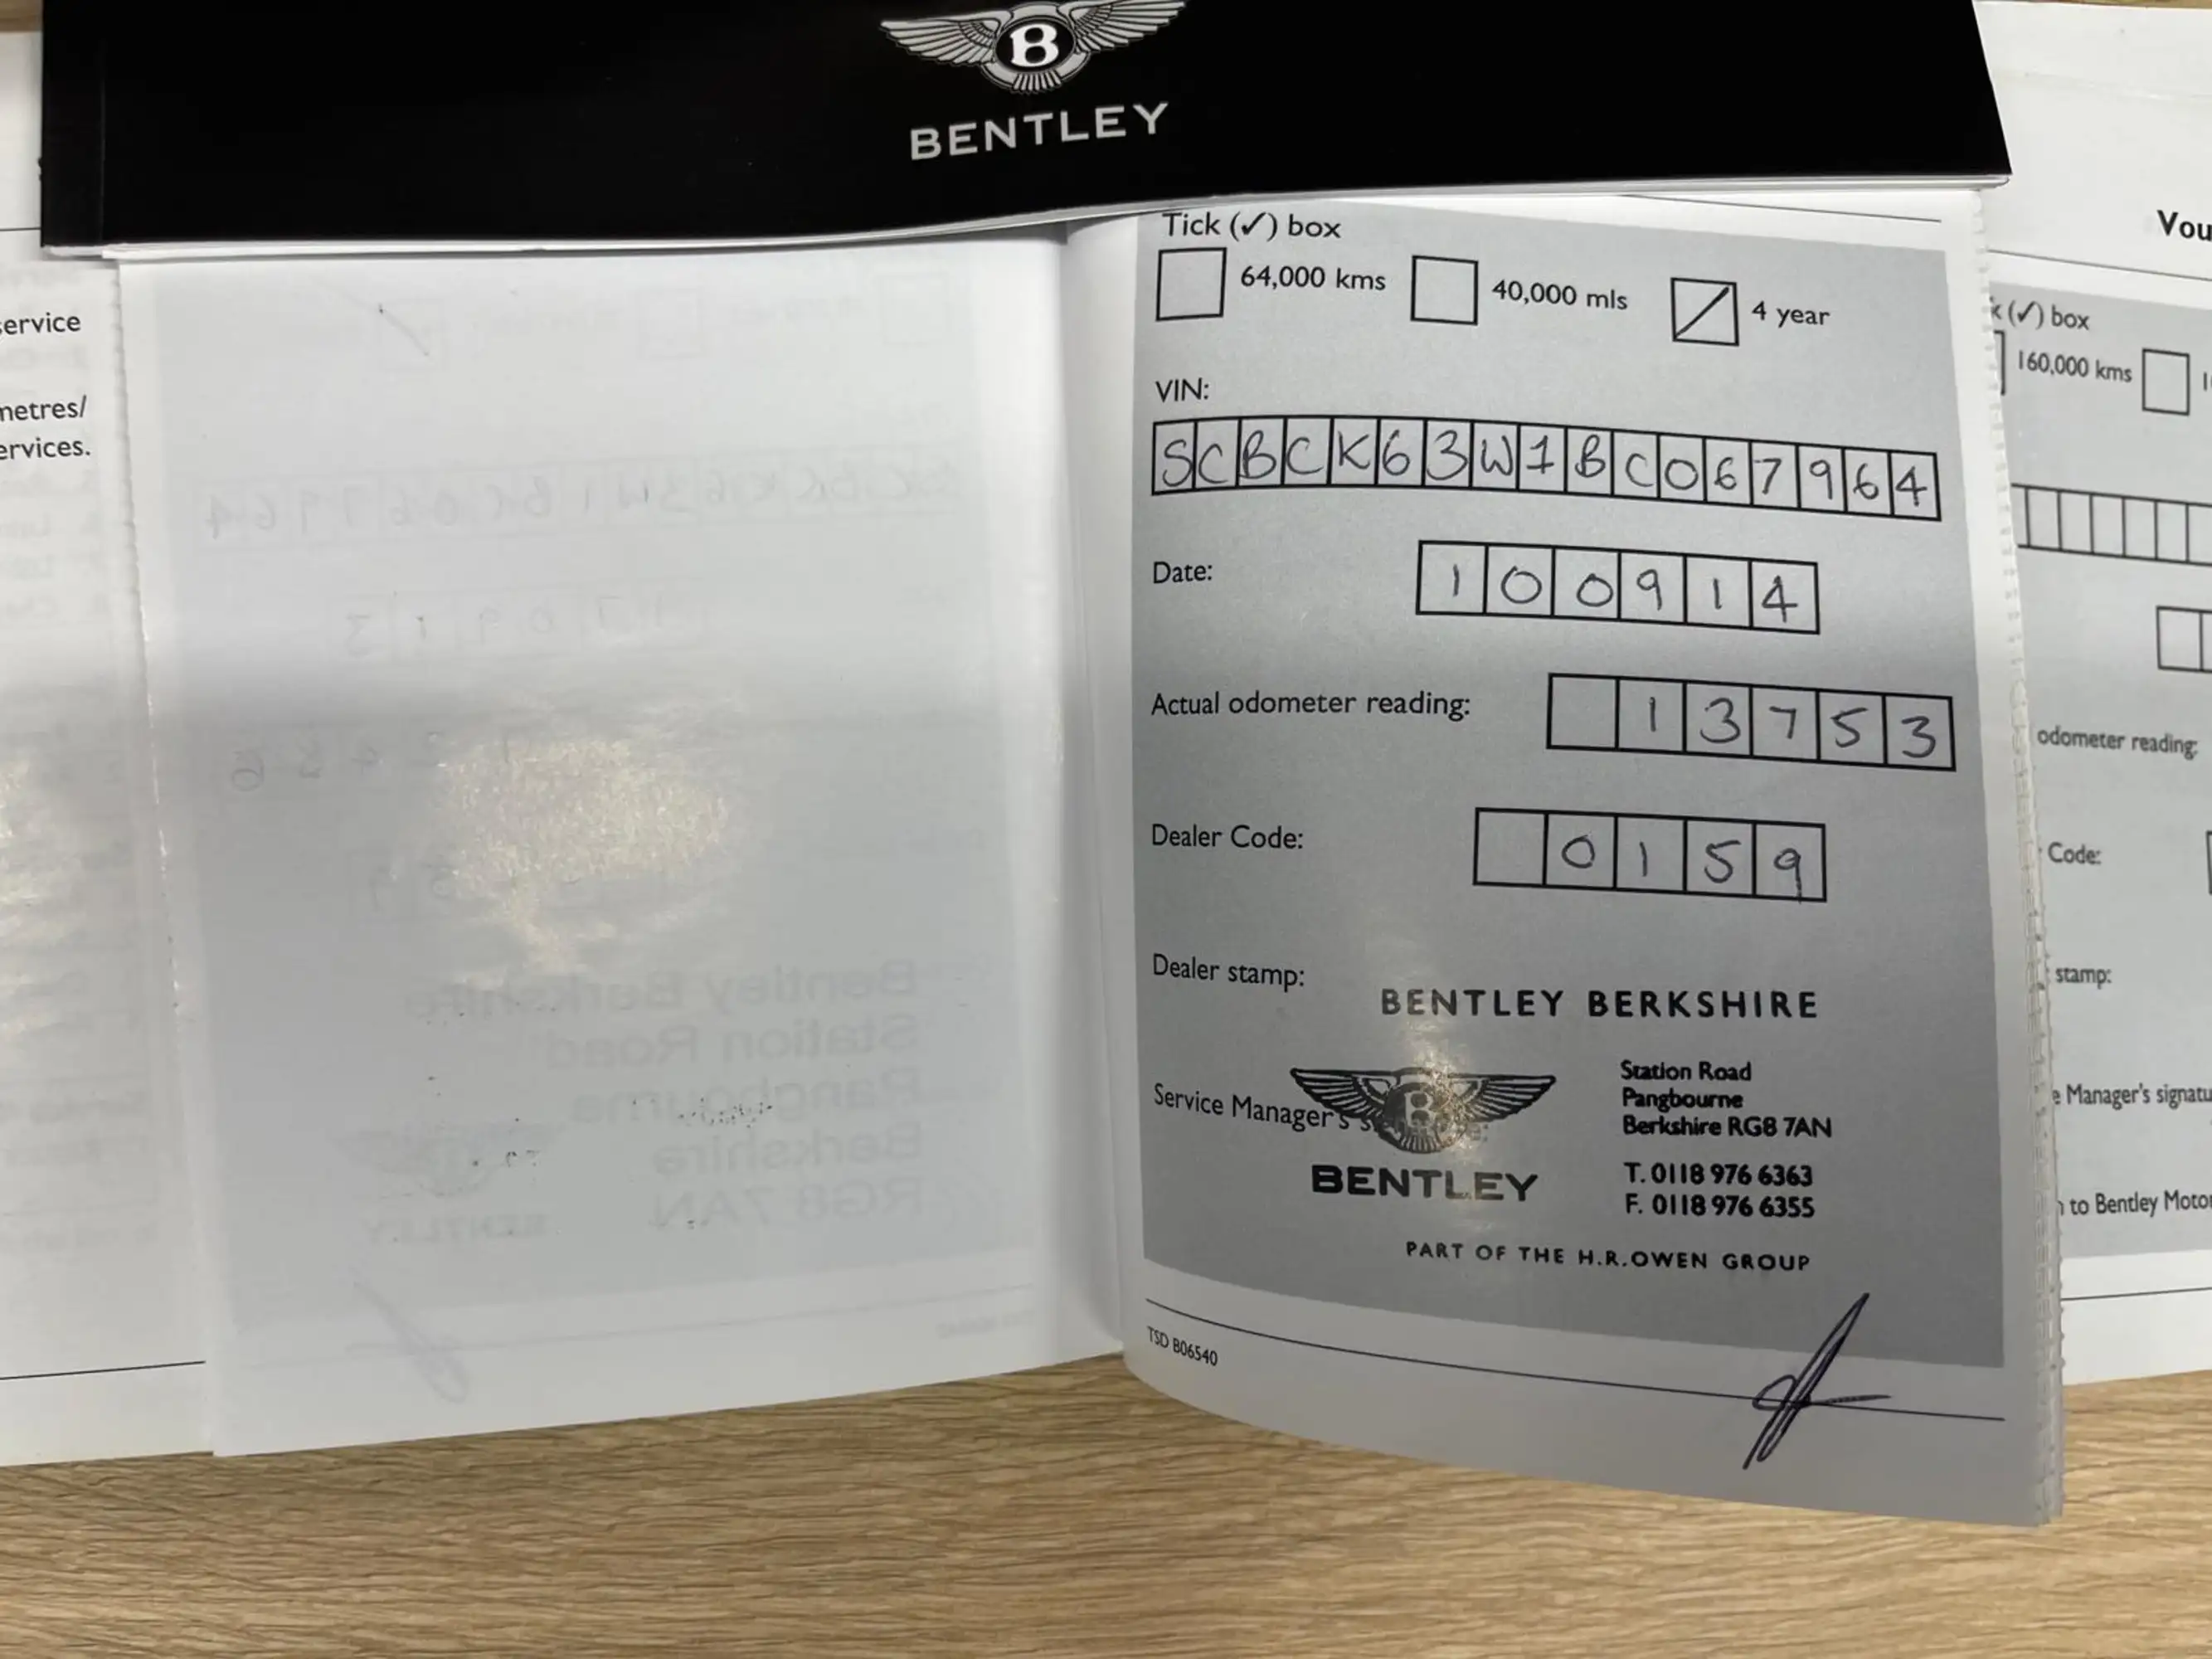 B
BENTLEY
service
metres/
ervices.
Tick (✓) box
64,000 kms
40,000 mls
4 year
VIN:
SCBCK63W1BC067964
Date:
100914
Actual odometer reading:
13753
Dealer Code:
0159
Dealer stamp:
BENTLEY BERKSHIRE
Station Road
Pangbourne
Berkshire RG8 7AN
Service Manager's
B
BENTLEY
T. 0118 976 6363
F. 0118 976 6355
PART OF THE H.R.OWEN GROUP
TSD B06540
Vou
(✓) box
160,000 kms
odometer reading:
Code:
stamp:
e Manager's signatu
to Bentley Motor